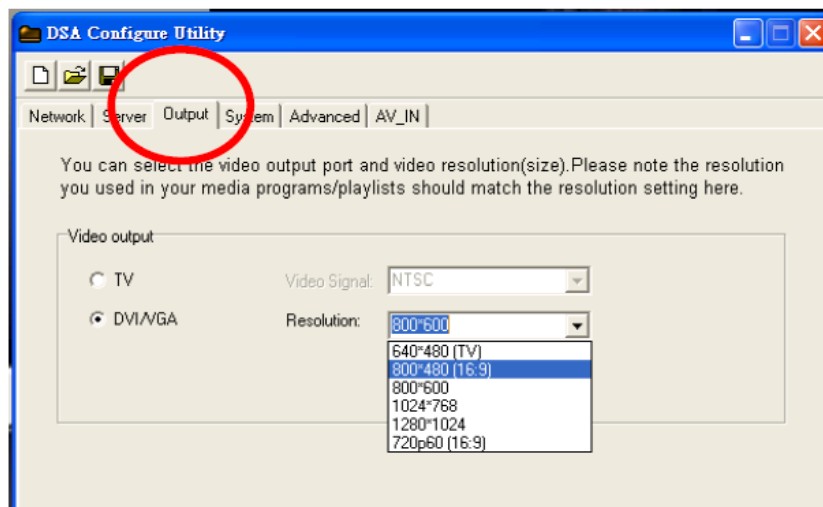 DSA Configure Utility
Network Server Output System Advanced AV_IN
You can select the video output port and video resolution(size).Please note the resolution
you used in your media programs/playlists should match the resolution setting here.
Video output
TV Video Signal: NTSC
DVI/VGA Resolution: 800*600
640*480 (TV)
800*480 (16:9)
800*600
1024*768
1280*1024
720p60 (16:9)